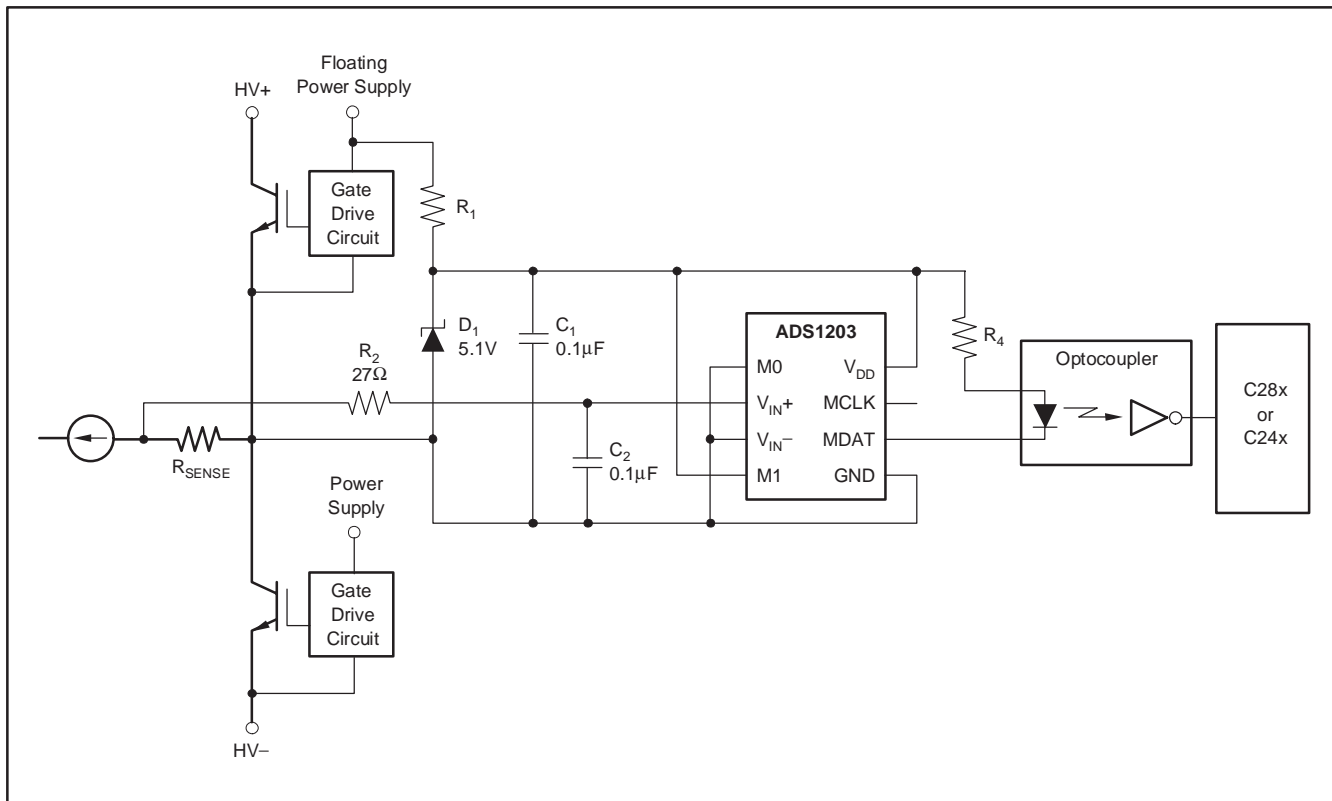 Floating
Power Supply
HV+
Gate
Drive
Circuit
R1
D1
5.1V
C1
0.1μF
R2
27Ω
RSENSE
C2
0.1μF
Power
Supply
Gate
Drive
Circuit
HV−
ADS1203
M0
VDD
VIN+
MCLK
VIN−
MDAT
M1
GND
R4
Optocoupler
C28x
or
C24x